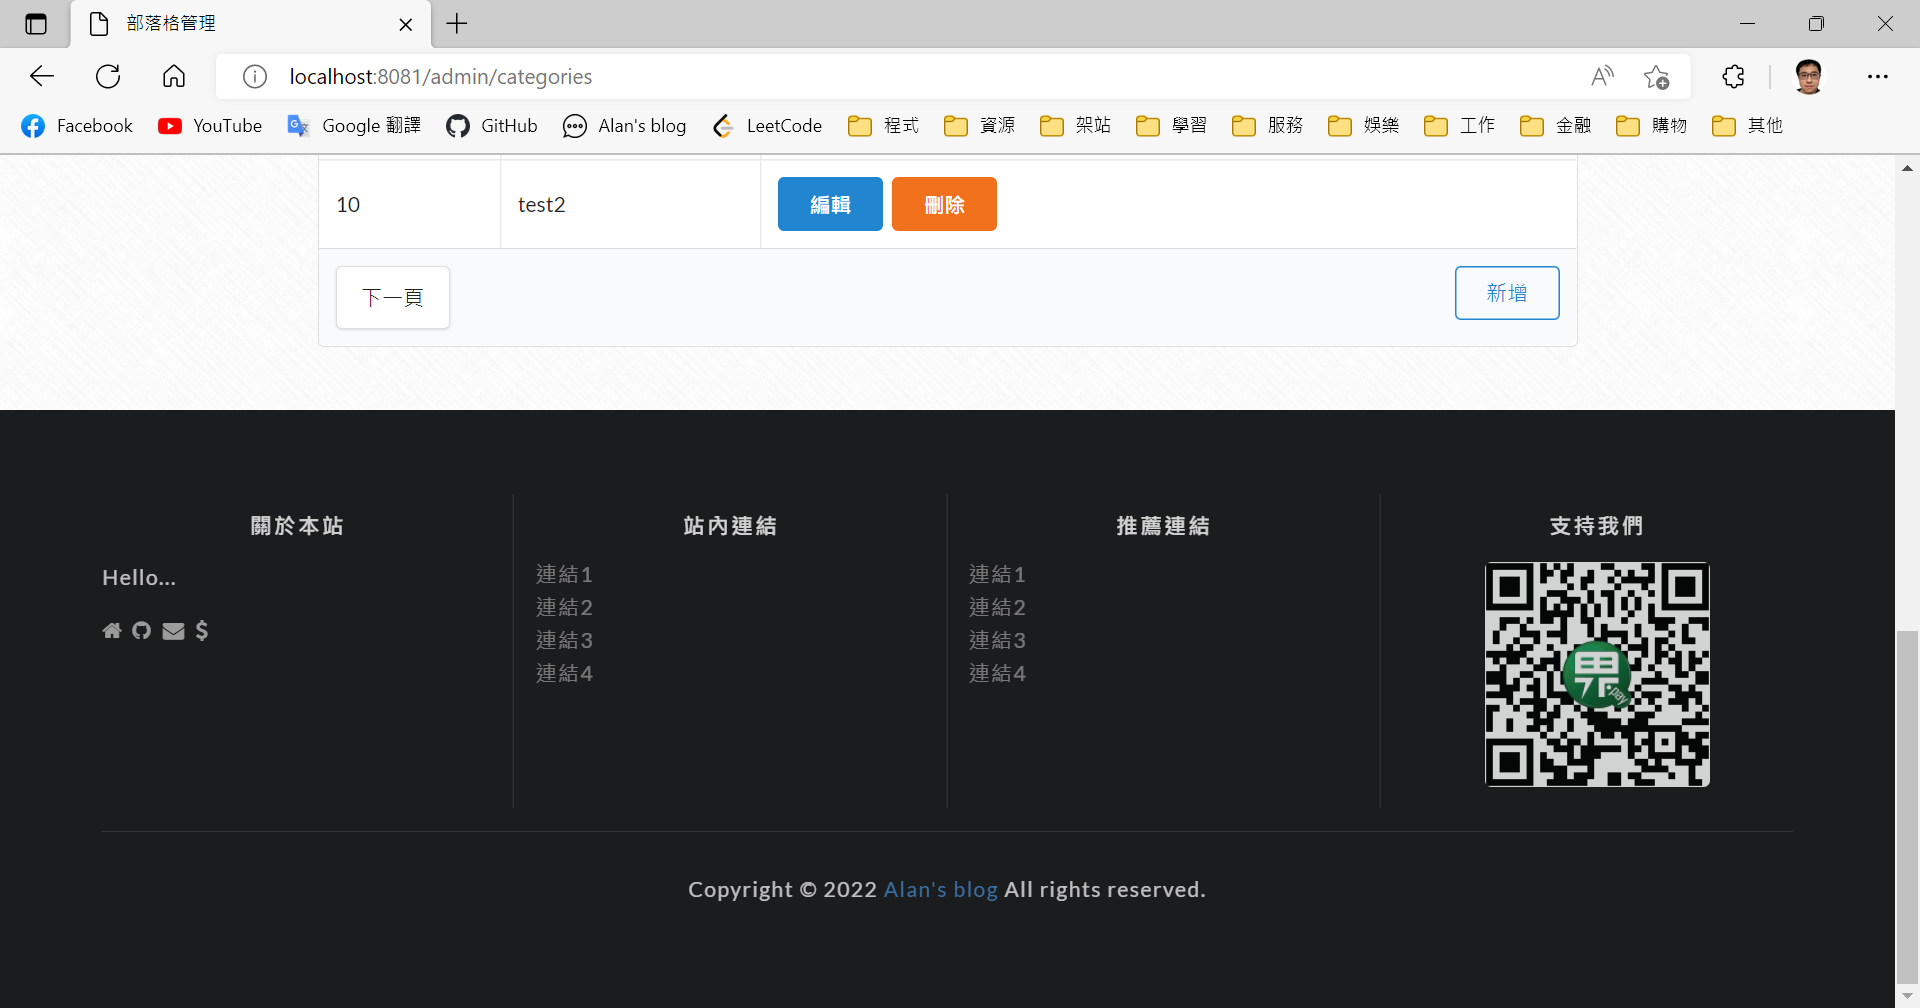 部落格管理
localhost:8081/admin/categories
Facebook YouTube Google 翻譯 GitHub Alan's blog LeetCode 程式 資源 架站 學習 服務 娛樂 工作 金融 購物 其他
10 test2 編輯 刪除
下一頁 新增
關於本站
Hello...
站內連結
連結1
連結2
連結3
連結4
推薦連結
連結1
連結2
連結3
連結4
支持我們
Pay
Copyright © 2022 Alan's blog All rights reserved.